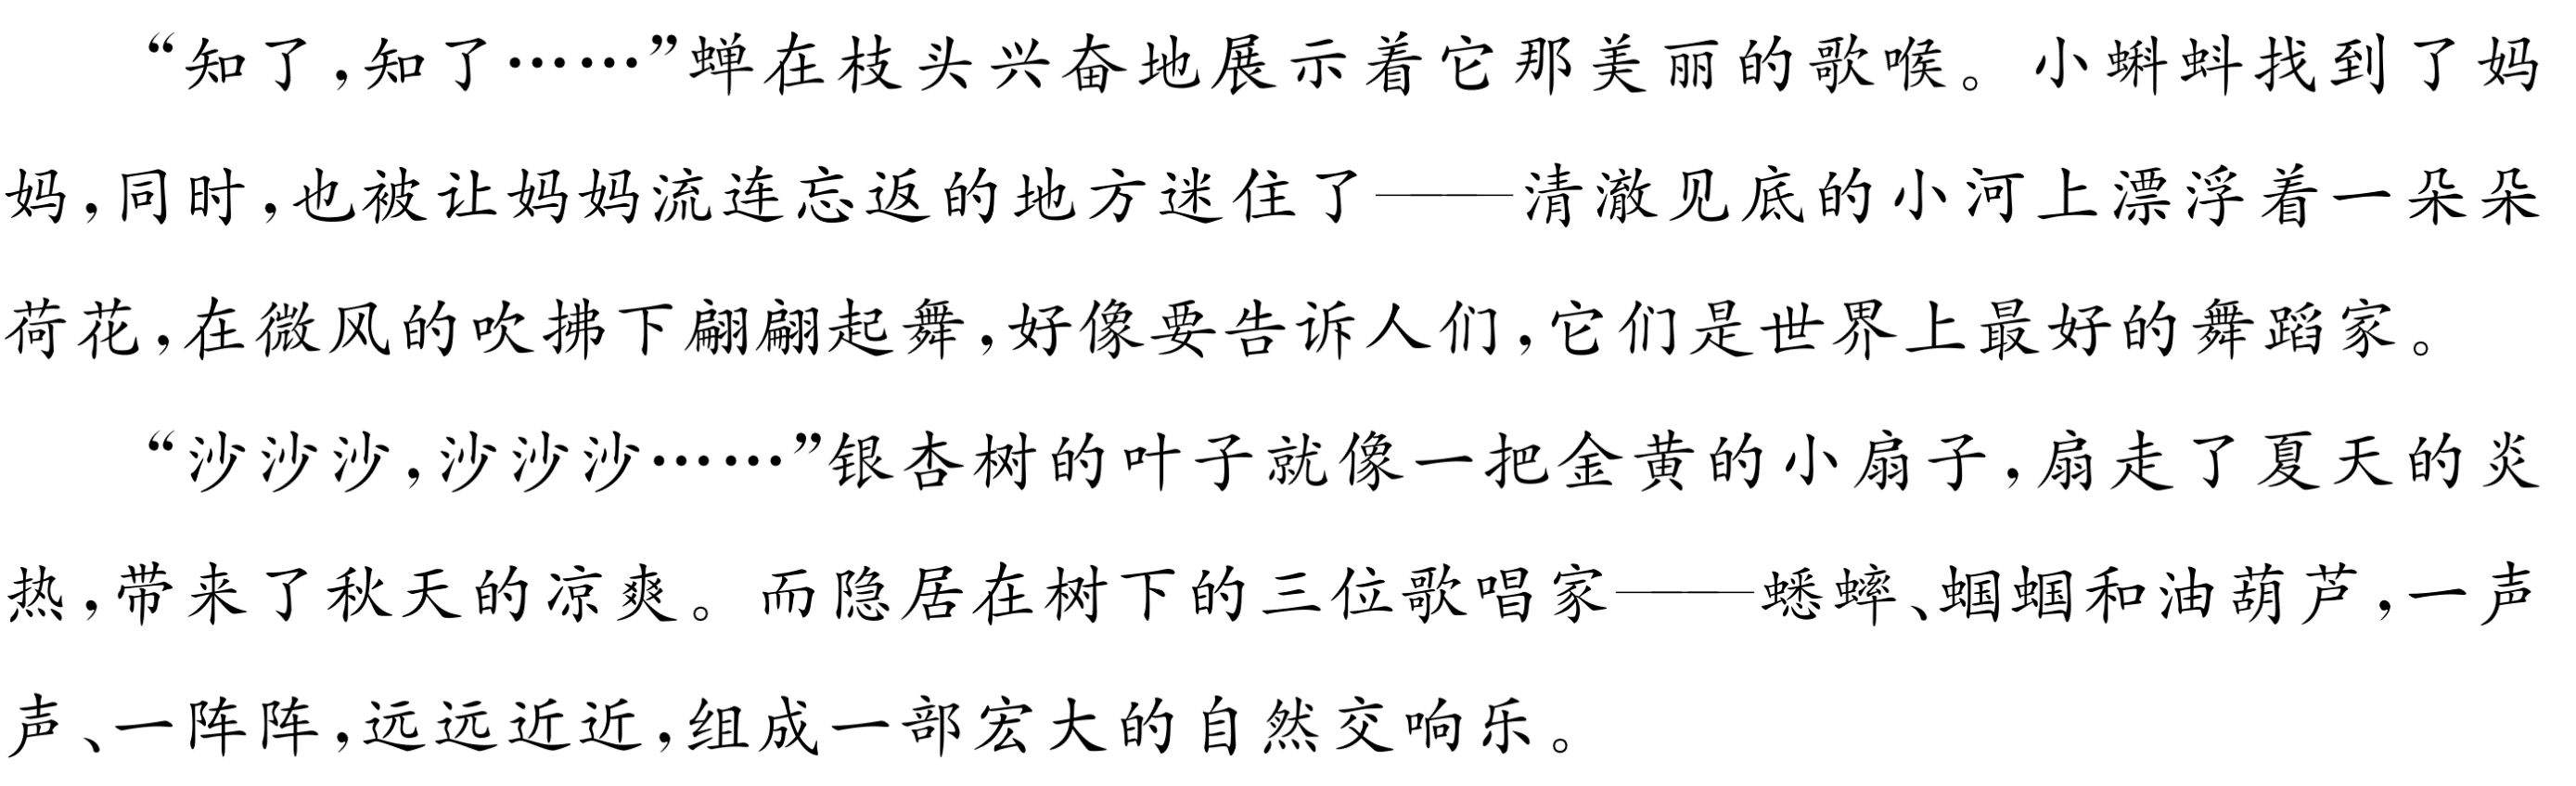 “知了,知了……”蝉在枝头兴奋地展示着它那美丽的歌喉。小蝌蚪找到了妈
妈,同时,也被让妈妈流连忘返的地方迷住了——清澈见底的小河上漂浮着一朵朵
荷花,在微风的吹拂下翩翩起舞,好像要告诉人们,它们是世界上最好的舞蹈家。
“沙沙沙,沙沙沙……”银杏树的叶子就像一把金黄的小扇子,扇走了夏天的炎
热,带来了秋天的凉爽。而隐居在树下的三位歌唱家——蟋蟀、蝈蝈和油葫芦,一声
声、一阵阵,远远近近,组成一部宏大的自然交响乐。